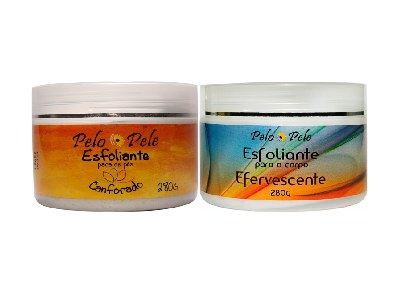 Pelo Pele
Esfoliante
para os pés
Canforado
280G
Pelo Pele
Esfoliante
para o corpo
Efervescente
280g